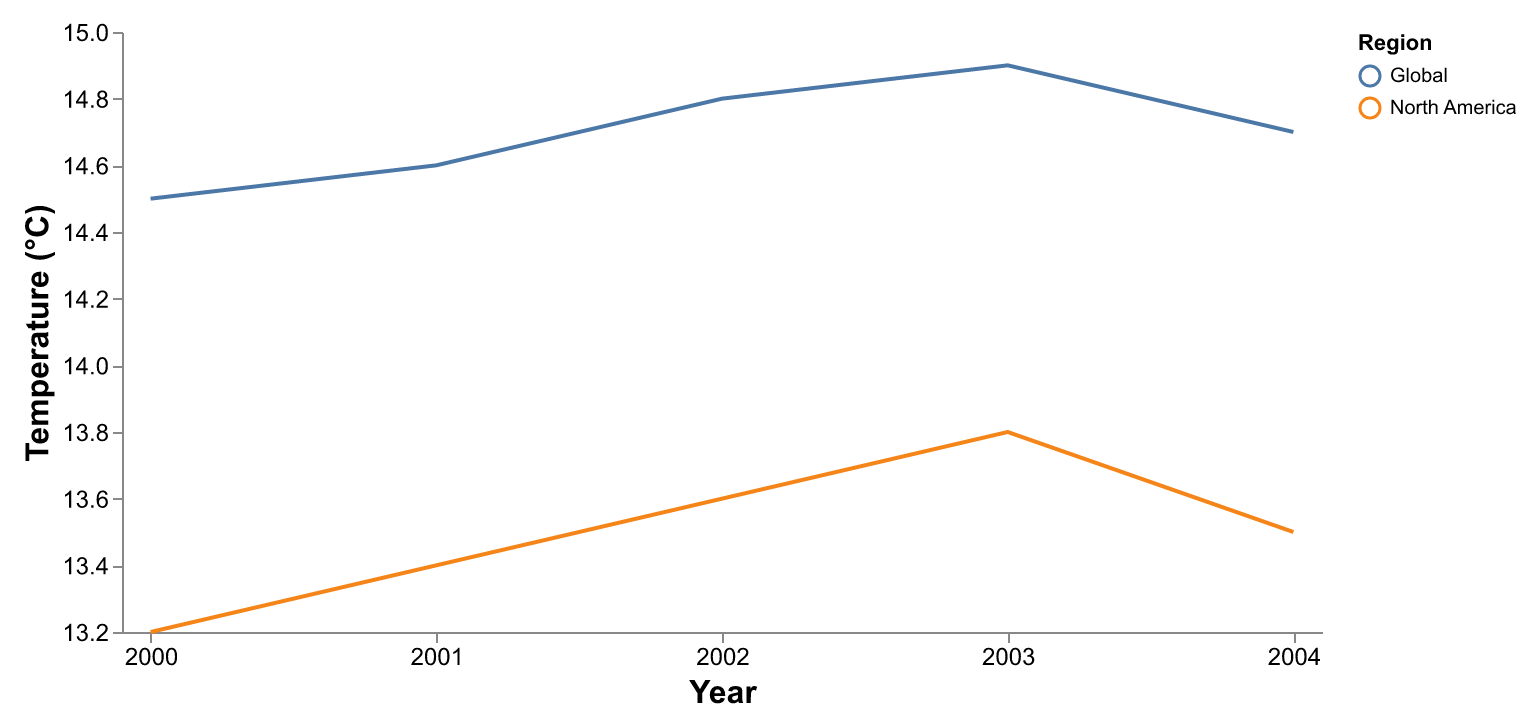 15.0
14.8
14.6
14.4
14.2
14.0
13.8
13.6
13.4
13.2
Temperature (°C)
2000 2001 2002 2003 2004
Year
Region
Global
North America